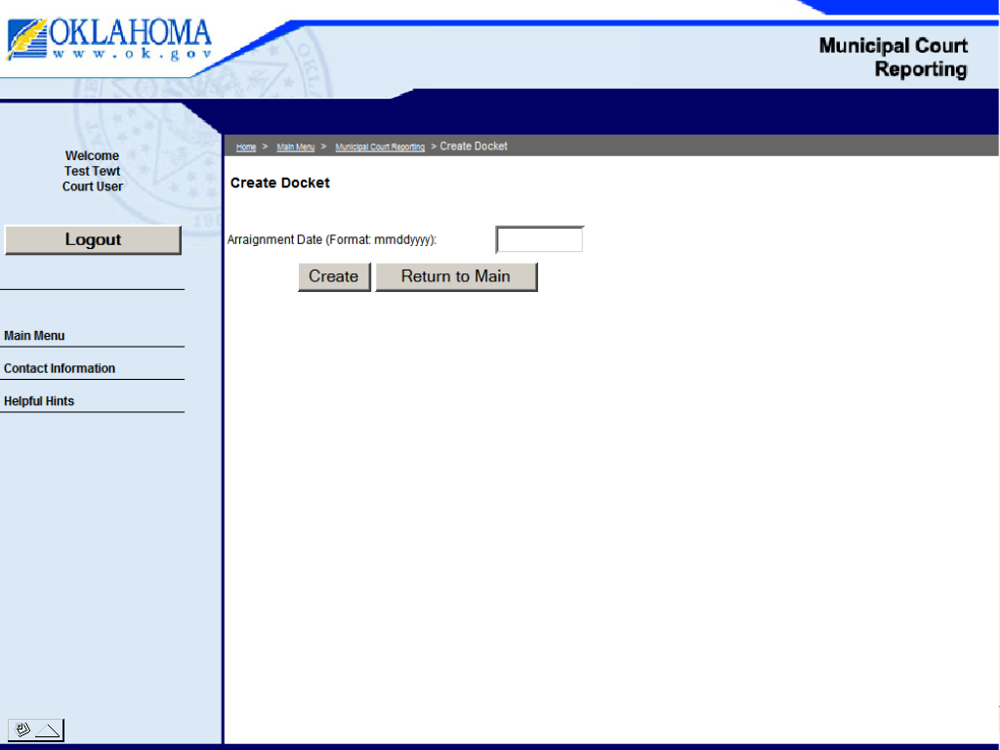 OKLAHOMA
www.ok.gov
Municipal Court
Reporting
Welcome
Test Tewt
Court User
Logout
Main Menu
Contact Information
Helpful Hints
Home > Main Menu > Municipal Court Reporting > Create Docket
Create Docket
Arraignment Date (Format: mmddyyyy):
Create
Return to Main